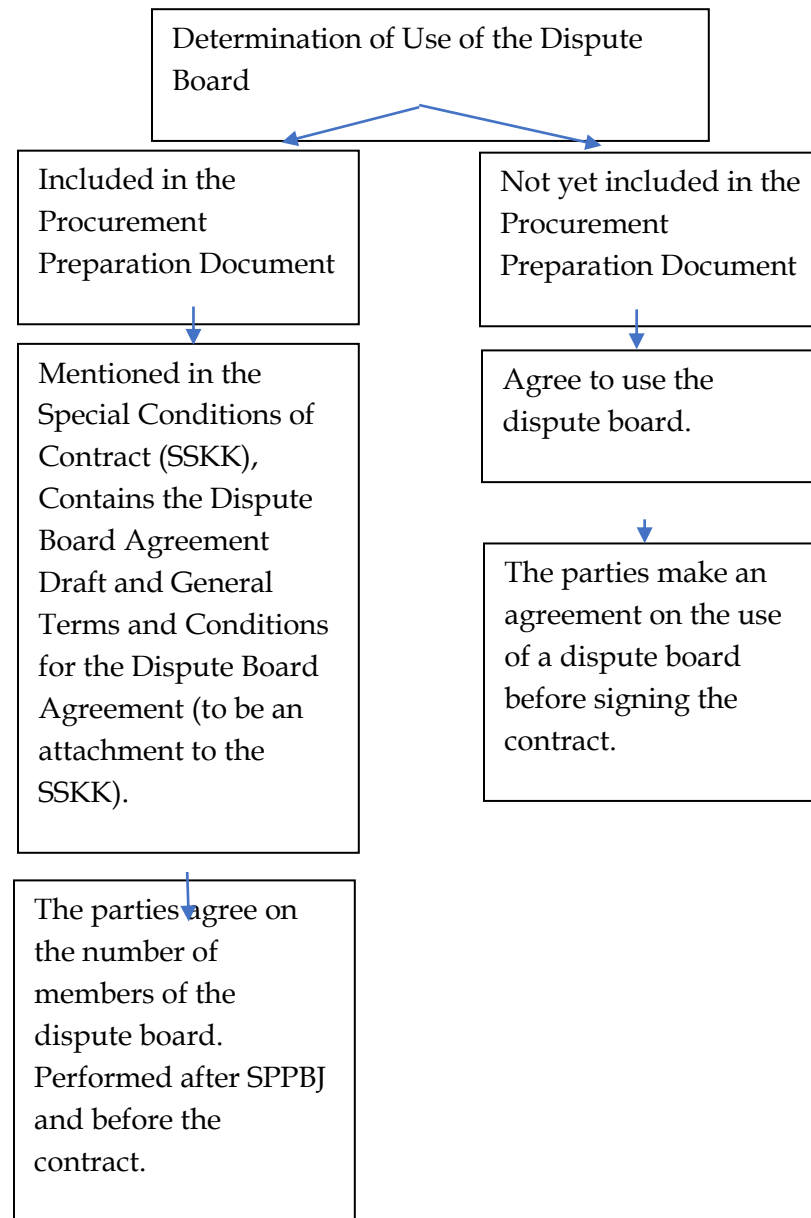 Determination of Use of the Dispute
Board
Included in the
Procurement
Preparation Document
Mentioned in the
Special Conditions of
Contract (SSKK),
Contains the Dispute
Board Agreement
Draft and General
Terms and Conditions
for the Dispute Board
Agreement (to be an
attachment to the
SSKK).
The parties agree on
the number of
members of the
dispute board.
Performed after SPPBJ
and before the
contract.
Not yet included in the
Procurement
Preparation Document
Agree to use the
dispute board.
The parties make an
agreement on the use
of a dispute board
before signing the
contract.